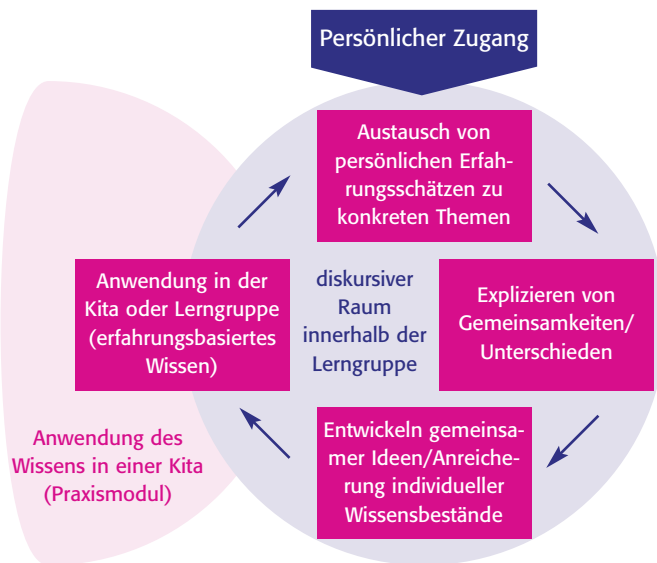 Persönlicher Zugang
Austausch von
persönlichen Erfah-
rungsschätzen zu
konkreten Themen
Anwendung in der
Kita oder Lerngruppe
(erfahrungsbasiertes
Wissen)
diskursiver
Raum
innerhalb der
Lerngruppe
Explizieren von
Gemeinsamkeiten/
Unterschieden
Anwendung des
Wissens in einer Kita
(Praxismodul)
Entwickeln gemeinsa-
mer Ideen/Anreiche-
rung individueller
Wissensbestände